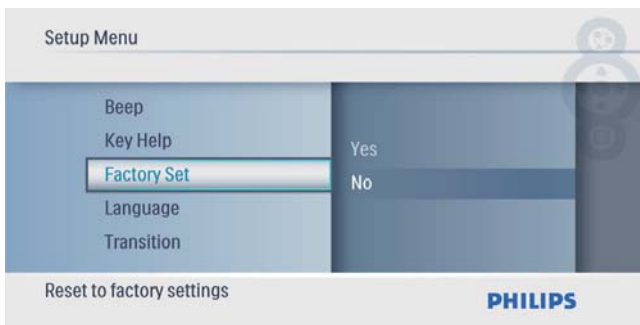 Setup Menu
Beep
Key Help
Factory Set
Language
Transition
Yes
No
Reset to factory settings
PHILIPS